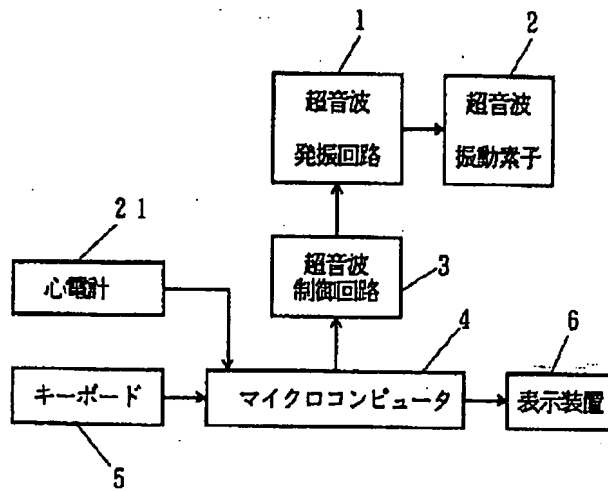 1
2
超音波
発振回路
超音波
振動素子
21
心電計
超音波
制御回路
3
4
6
キーボード
マイクロコンピュータ
表示装置
5